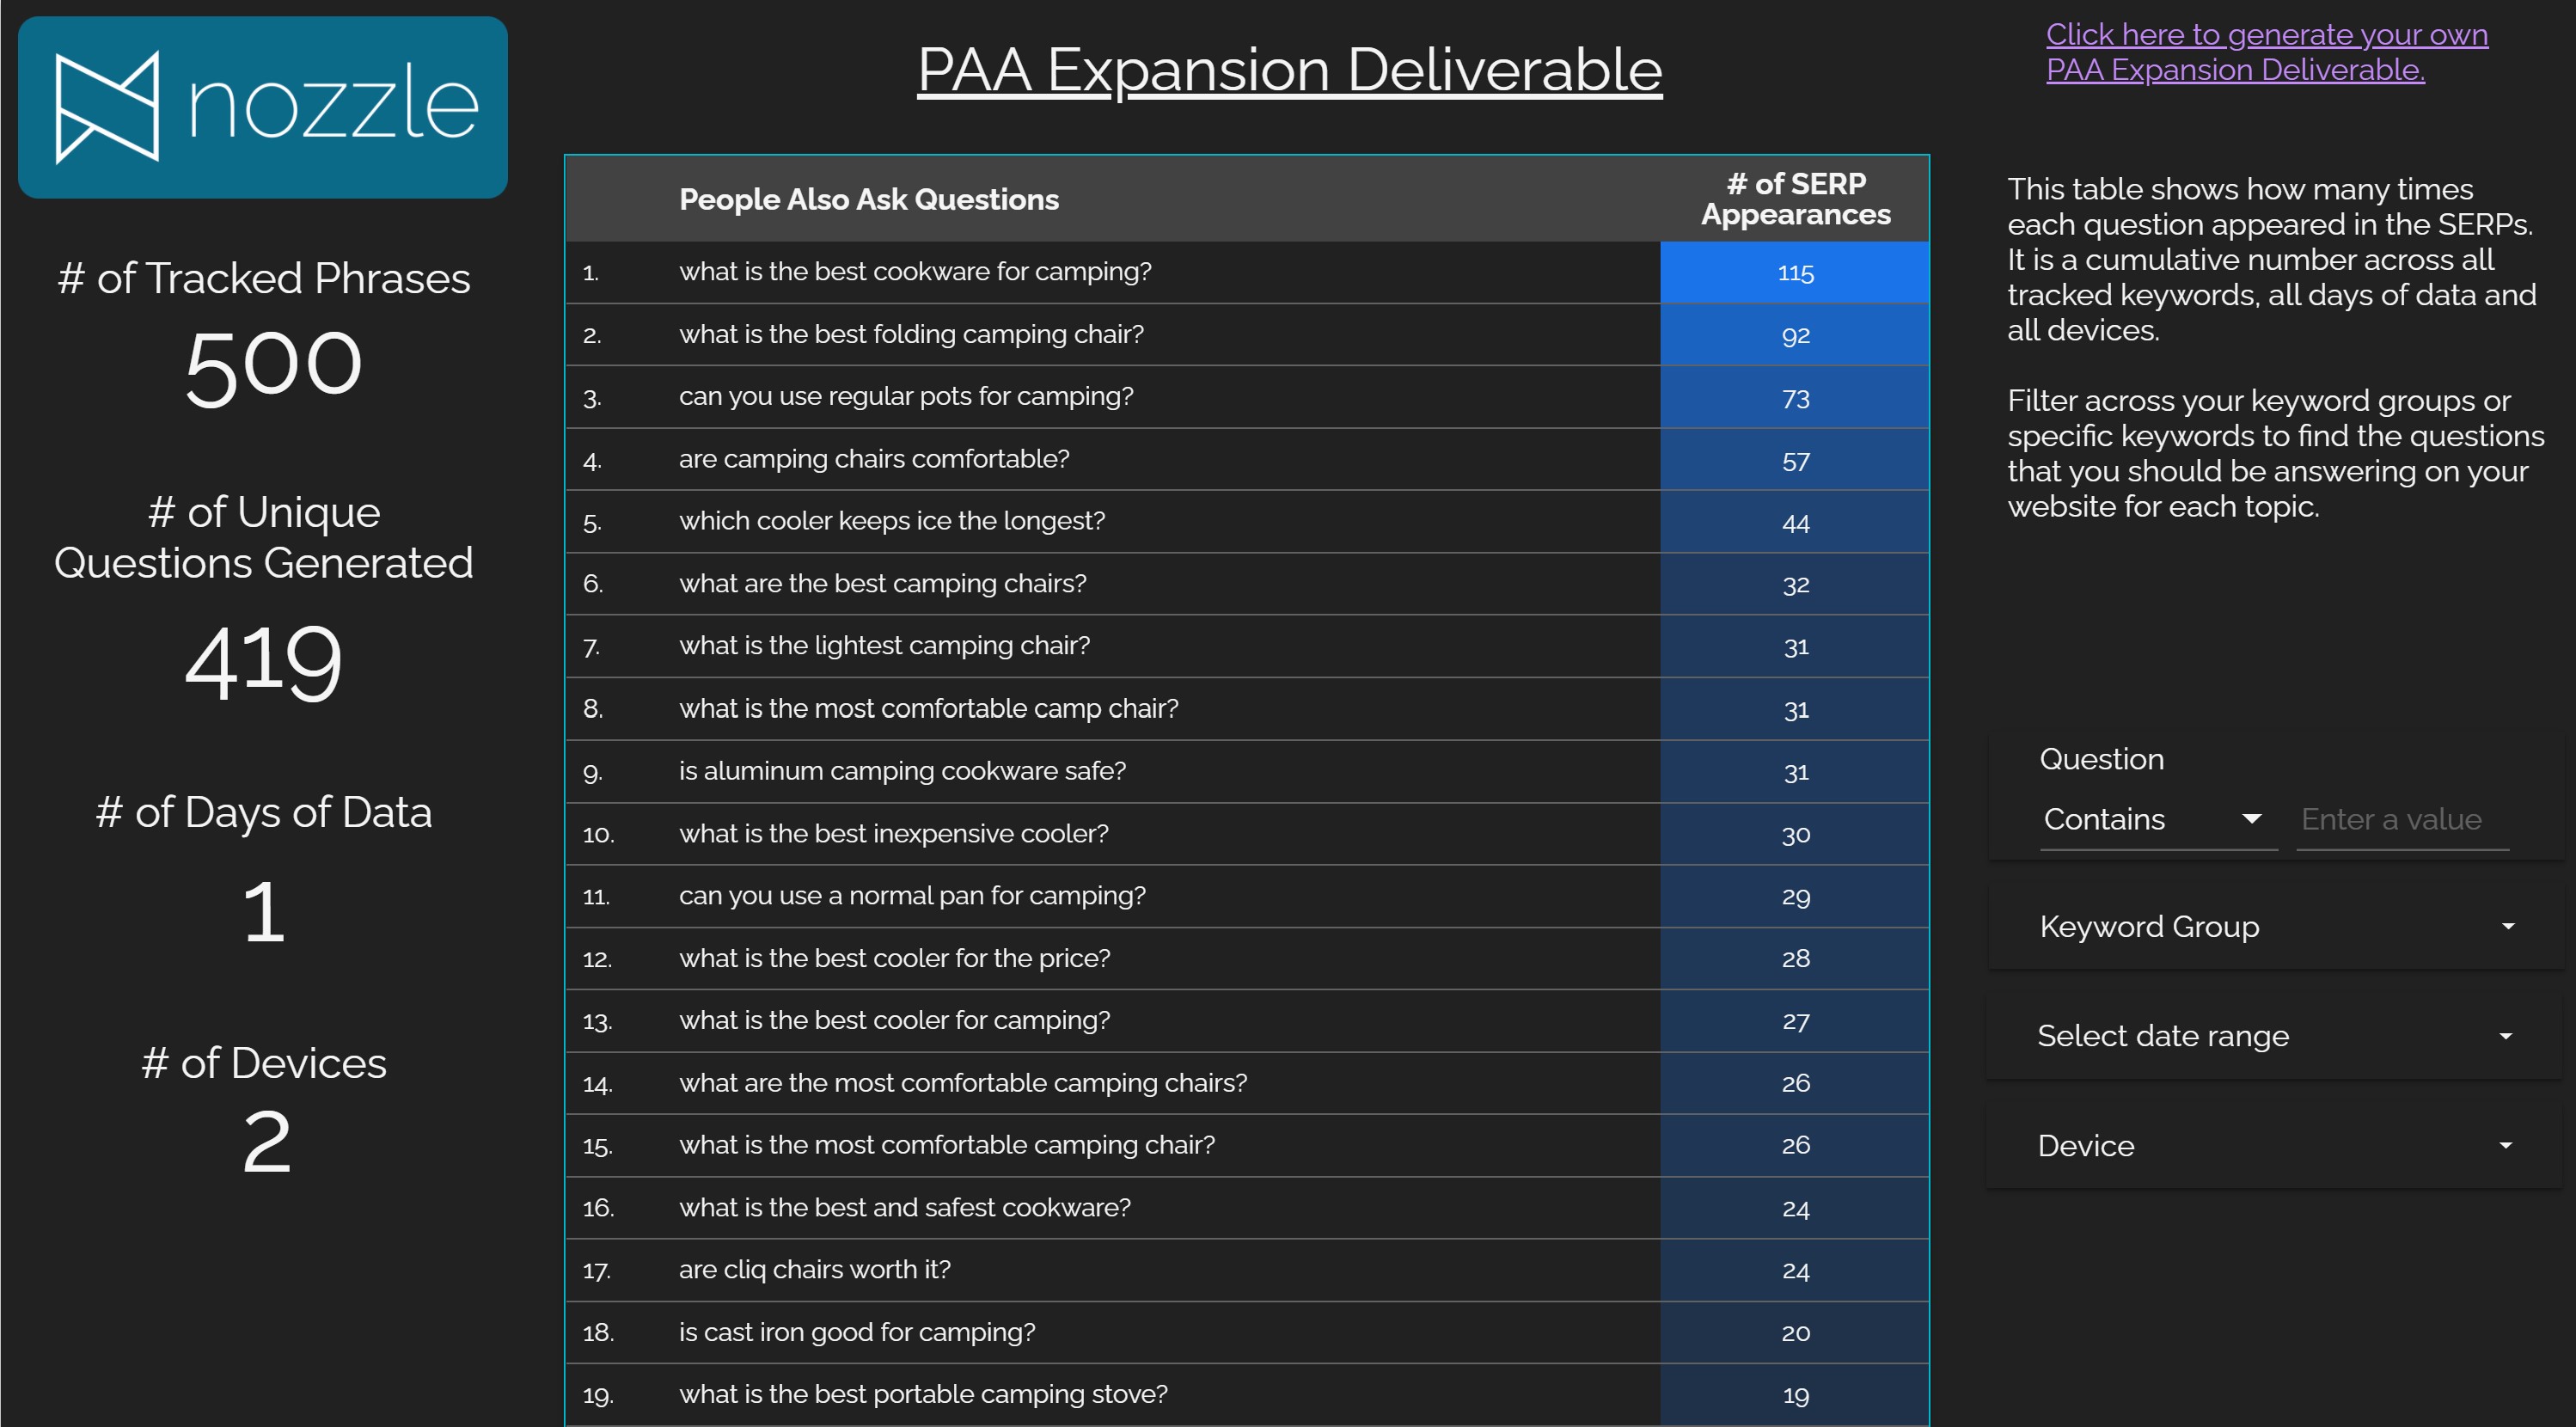 nozzle
PAA Expansion Deliverable
Click here to generate your own
PAA Expansion Deliverable.
# of Tracked Phrases
500
# of Unique
Questions Generated
419
# of Days of Data
1
# of Devices
2
People Also Ask Questions
# of SERP
Appearances
1. what is the best cookware for camping? 115
2. what is the best folding camping chair? 92
3. can you use regular pots for camping? 73
4. are camping chairs comfortable? 57
5. which cooler keeps ice the longest? 44
6. what are the best camping chairs? 32
7. what is the lightest camping chair? 31
8. what is the most comfortable camp chair? 31
9. is aluminum camping cookware safe? 31
10. what is the best inexpensive cooler? 30
11. can you use a normal pan for camping? 29
12. what is the best cooler for the price? 28
13. what is the best cooler for camping? 27
14. what are the most comfortable camping chairs? 26
15. what is the most comfortable camping chair? 26
16. what is the best and safest cookware? 24
17. are cliq chairs worth it? 24
18. is cast iron good for camping? 20
19. what is the best portable camping stove? 19
This table shows how many times
each question appeared in the SERPs.
It is a cumulative number across all
tracked keywords, all days of data and
all devices.
Filter across your keyword groups or
specific keywords to find the questions
that you should be answering on your
website for each topic.
Question
Contains Enter a value
Keyword Group
Select date range
Device